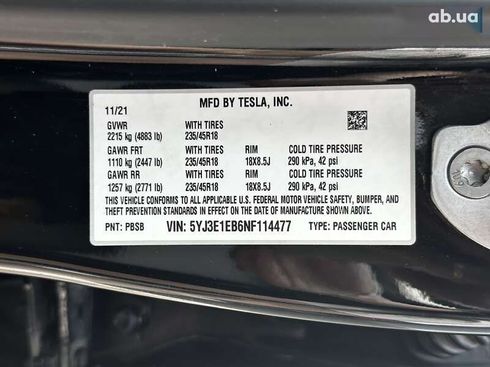 ab.ua
MFD BY TESLA, INC.
11/21
GVWR WITH TIRES
2215 kg (4883 lb) 235/45R18
GAWR FRT WITH TIRES RIM COLD TIRE PRESSURE
1110 kg (2447 lb) 235/45R18 18X8.5J 290 kPa, 42 psi
GAWR RR WITH TIRES RIM COLD TIRE PRESSURE
1257 kg (2771 lb) 235/45R18 18X8.5J 290 kPa, 42 psi
THIS VEHICLE CONFORMS TO ALL APPLICABLE U.S. FEDERAL MOTOR VEHICLE SAFETY, BUMPER, AND
THEFT PREVENTION STANDARDS IN EFFECT ON THE DATE OF MANUFACTURE SHOWN ABOVE.
PNT: PBSB VIN: 5YJ3E1EB6NF114477 TYPE: PASSENGER CAR